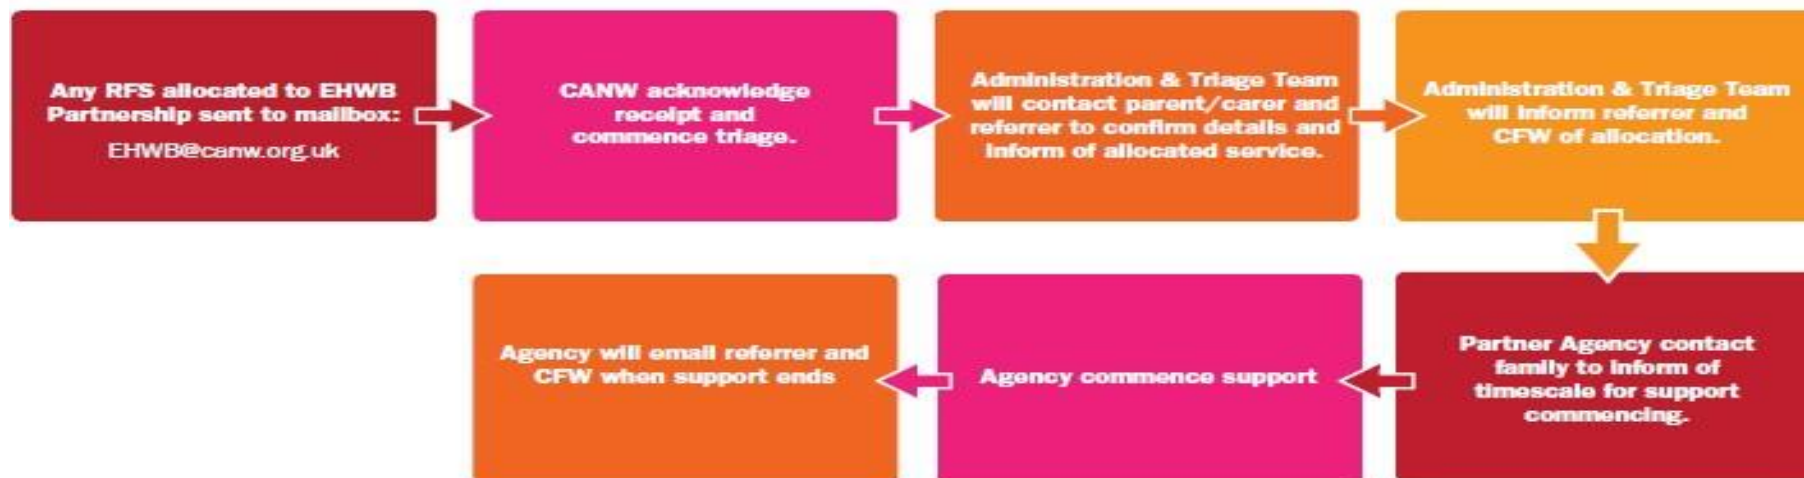 Any RFS allocated to EHWB
Partnership sent to mailbox:
EHWB@canw.org.uk
CANW acknowledge
receipt and
commence triage.
Administration & Triage Team
will contact parent/carer and
referrer to confirm details and
inform of allocated service.
Administration & Triage Team
will inform referrer and
CFW of allocation.
Partner Agency contact
family to inform of
timescale for support
commencing.
Agency commence support
Agency will email referrer and
CFW when support ends